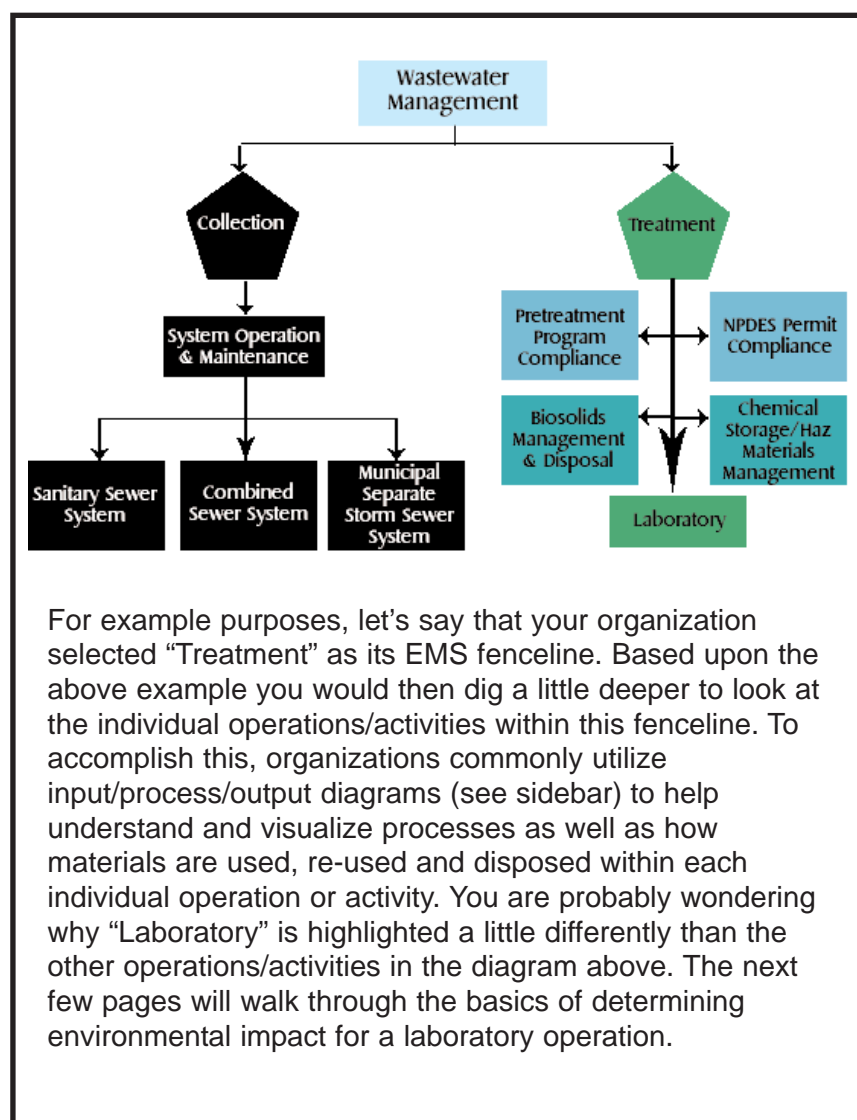 Wastewater
Management
Collection
Treatment
System Operation
& Maintenance
Pretreatment
Program
Compliance
NPDES Permit
COmpliance
Biosolids
Management
& Disposal
Chemical
Storage/Haz
Materials
Management
Sanitary Sewer
System
Combined
Sewer System
Municipal
Separate
Storm Sewer
System
Laboratory
For example purposes, let’s say that your organization
selected “Treatment” as its EMS fenceline. Based upon the
above example you would then dig a little deeper to look at
the individual operations/activities within this fenceline. To
accomplish this, organizations commonly utilize
input/process/output diagrams (see sidebar) to help
understand and visualize processes as well as how
materials are used, re-used and disposed within each
individual operation or activity. You are probably wondering
why “Laboratory” is highlighted a little differently than the
other operations/activities in the diagram above. The next
few pages will walk through the basics of determining
environmental impact for a laboratory operation.